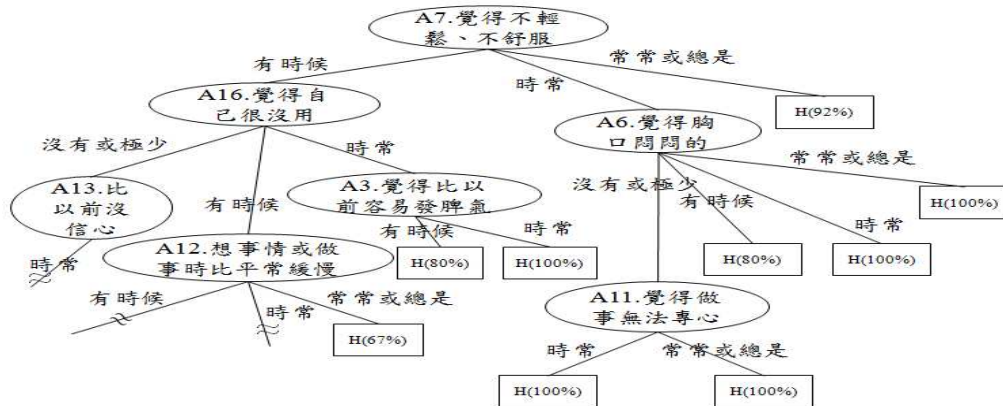 A7.覺得不輕
鬆、不舒服
有時候
時常
常常或總是
A16.覺得自
己很沒用
H(92%)
A6.覺得胸
口悶悶的
沒有或極少
有時候
時常
A13.比
以前沒
信心
A3.覺得比以
前容易發脾氣
沒有或極少
有時候
時常
常常或總是
H(100%)
時常
A12.想事情或做
事時比平常緩慢
有時候
時常
H(80%)
H(100%)
H(80%)
H(100%)
有時候
時常
常常或總是
H(67%)
A11.覺得做
事無法專心
時常
常常或總是
H(100%)
H(100%)